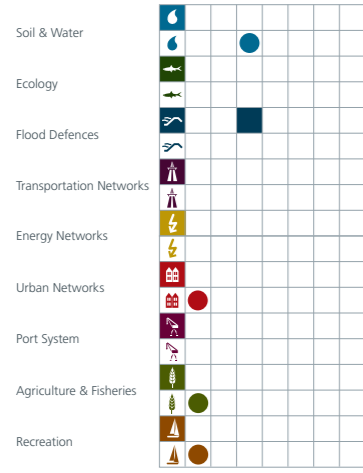 Soil & Water
Ecology
Flood Defences
Transportation Networks
Energy Networks
Urban Networks
Port System
Agriculture & Fisheries
Recreation